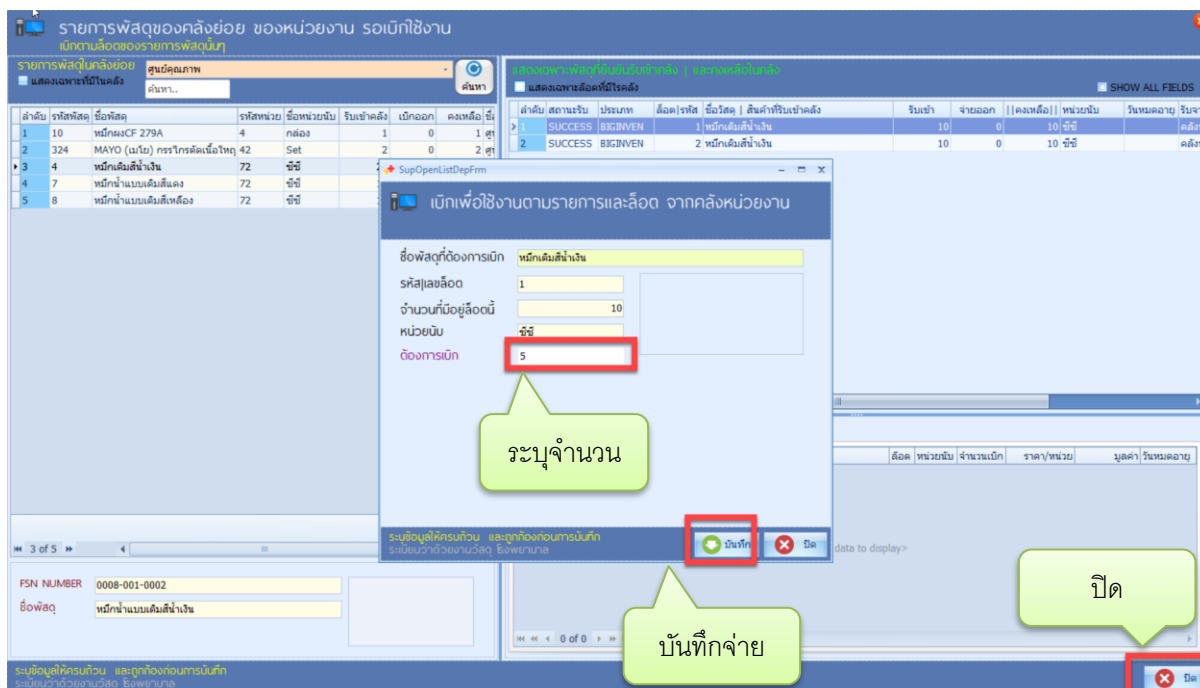 รายการพัสดุของคลังย่อย ของหน่วยงาน รอเบิกใช้งาน
เบิกตามล็อตของรายการพัสดุนั้นๆ
รายการพัสดุในคลังย่อย ศูนย์คุณภาพ
แสดงเฉพาะที่มีในคลัง ค้นหา.. ค้นหา
ลำดับ รหัสพัสดุ ชื่อพัสดุ รหัสหน่วย ชื่อหน่วยนับ รับเข้าคลัง เบิกออก คงเหลือ
1 10 หมึกผงCF 279A 4 กล่อง 1 0 1
2 324 MAYO (เมโย) กรรไกรตัดเนื้อใหญ 42 Set 2 0 2
3 4 หมึกเติมสีน้ำเงิน 72 ซีซี
4 7 หมึกน้ำแบบเติมสีแดง 72 ซีซี
5 8 หมึกน้ำแบบเติมสีเหลือง 72 ซีซี
3 of 5
FSN NUMBER 0008-001-0002
ชื่อพัสดุ หมึกน้ำแบบเติมสีน้ำเงิน
แสดงเฉพาะพัสดุที่ยืนยันรับเข้าคลัง | และคงเหลือในคลัง
แสดงเฉพาะล๊อตที่มีในคลัง SHOW ALL FIELDS
ลำดับ สถานะรับ ประเภท ล็อต|รหัส ชื่อวัสดุ | สินค้าที่รับเข้าคลัง รับเข้า จ่ายออก ||คงเหลือ|| หน่วยนับ วันหมดอายุ
1 SUCCESS BIGINVEN 1 หมึกเติมสีน้ำเงิน 10 0 10 ซีซี
2 SUCCESS BIGINVEN 2 หมึกเติมสีน้ำเงิน 10 0 10 ซีซี
SupOpenListDepFrm
เบิกเพื่อใช้งานตามรายการและล็อต จากคลังหน่วยงาน
ชื่อพัสดุที่ต้องการเบิก หมึกเติมสีน้ำเงิน
รหัส|เลขล็อต 1
จำนวนที่มีอยู่ล็อตนี้ 10
หน่วยนับ ซีซี
ต้องการเบิก 5
ระบุจำนวน
ระบุข้อมูลให้ครบถ้วน และถูกต้องก่อนการบันทึก
ระเบียนว่าด้วยงานวัสดุ โรงพยาบาล
บันทึก ปิด
ล๊อต หน่วยนับ จำนวนเบิก ราคา/หน่วย มูลค่า วันหมดอายุ
data to display>
0 of 0
บันทึกจ่าย
ปิด
ระบุข้อมูลให้ครบถ้วน และถูกต้องก่อนการบันทึก
ระเบียนว่าด้วยงานวัสดุ โรงพยาบาล
ปิด